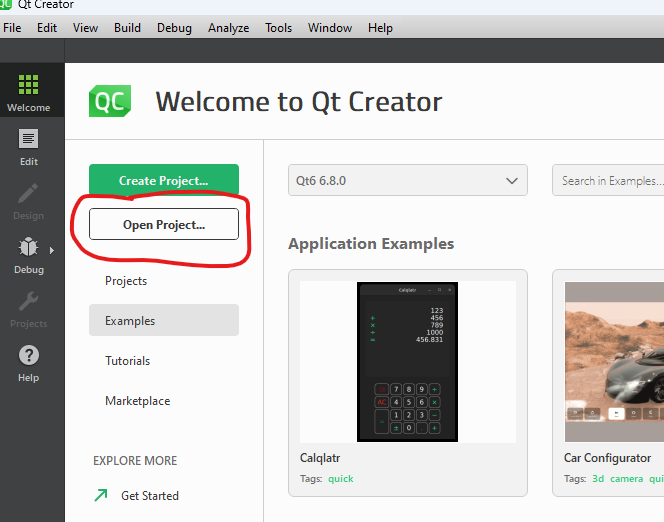 Qt Creator
File Edit View Build Debug Analyze Tools Window Help
Welcome
Edit
Design
Debug
Projects
Help
QC Welcome to Qt Creator
Create Project...
Open Project...
Projects
Examples
Tutorials
Marketplace
EXPLORE MORE
Get Started
Qt6 6.8.0
Search in Examples...
Application Examples
Calqlatr
123
+ 456
× 789
÷ 1000
= 456.831
7 8 9 ÷
AC 4 5 6 ×
1 2 3 −
± 0 . +
Calqlatr
Tags: quick
Car Configurator
Tags: 3d camera qui